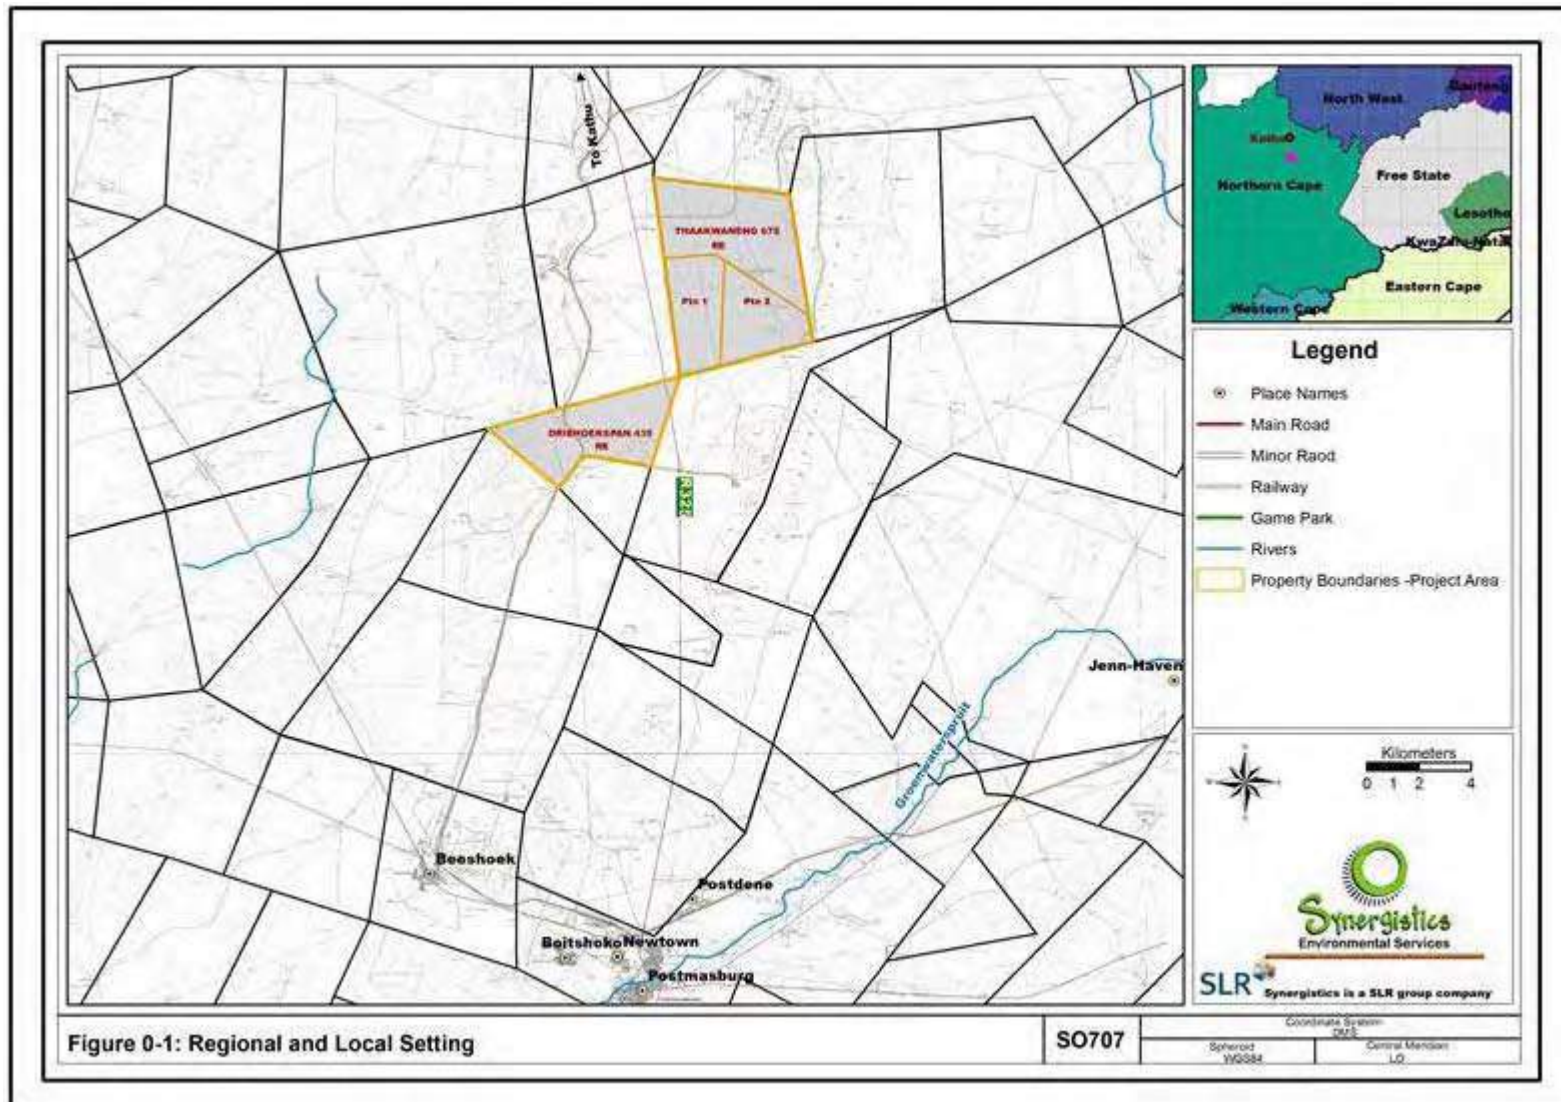 To Kathu
THAAKWANENG 675
RE
Ptn 1
Ptn 2
DRIEHOEKSPAN 435
RE
Jenn-Haven
Groenwaterspruit
Beeshoek
Postdene
Boitshoko
Newtown
Postmasburg
North West
Gauteng
Kathu
Northern Cape
Free State
Lesotho
KwaZulu-Natal
Eastern Cape
Western Cape
Legend
Place Names
Main Road
Minor Raod
Railway
Game Park
Rivers
Property Boundaries -Project Area
Kilometers
0 1 2 4
Synergistics
Environmental Services
SLR
Synergistics is a SLR group company
Figure 0-1: Regional and Local Setting
SO707
Coordinate System
DMS
Spheroid
WGS84
Central Meridian